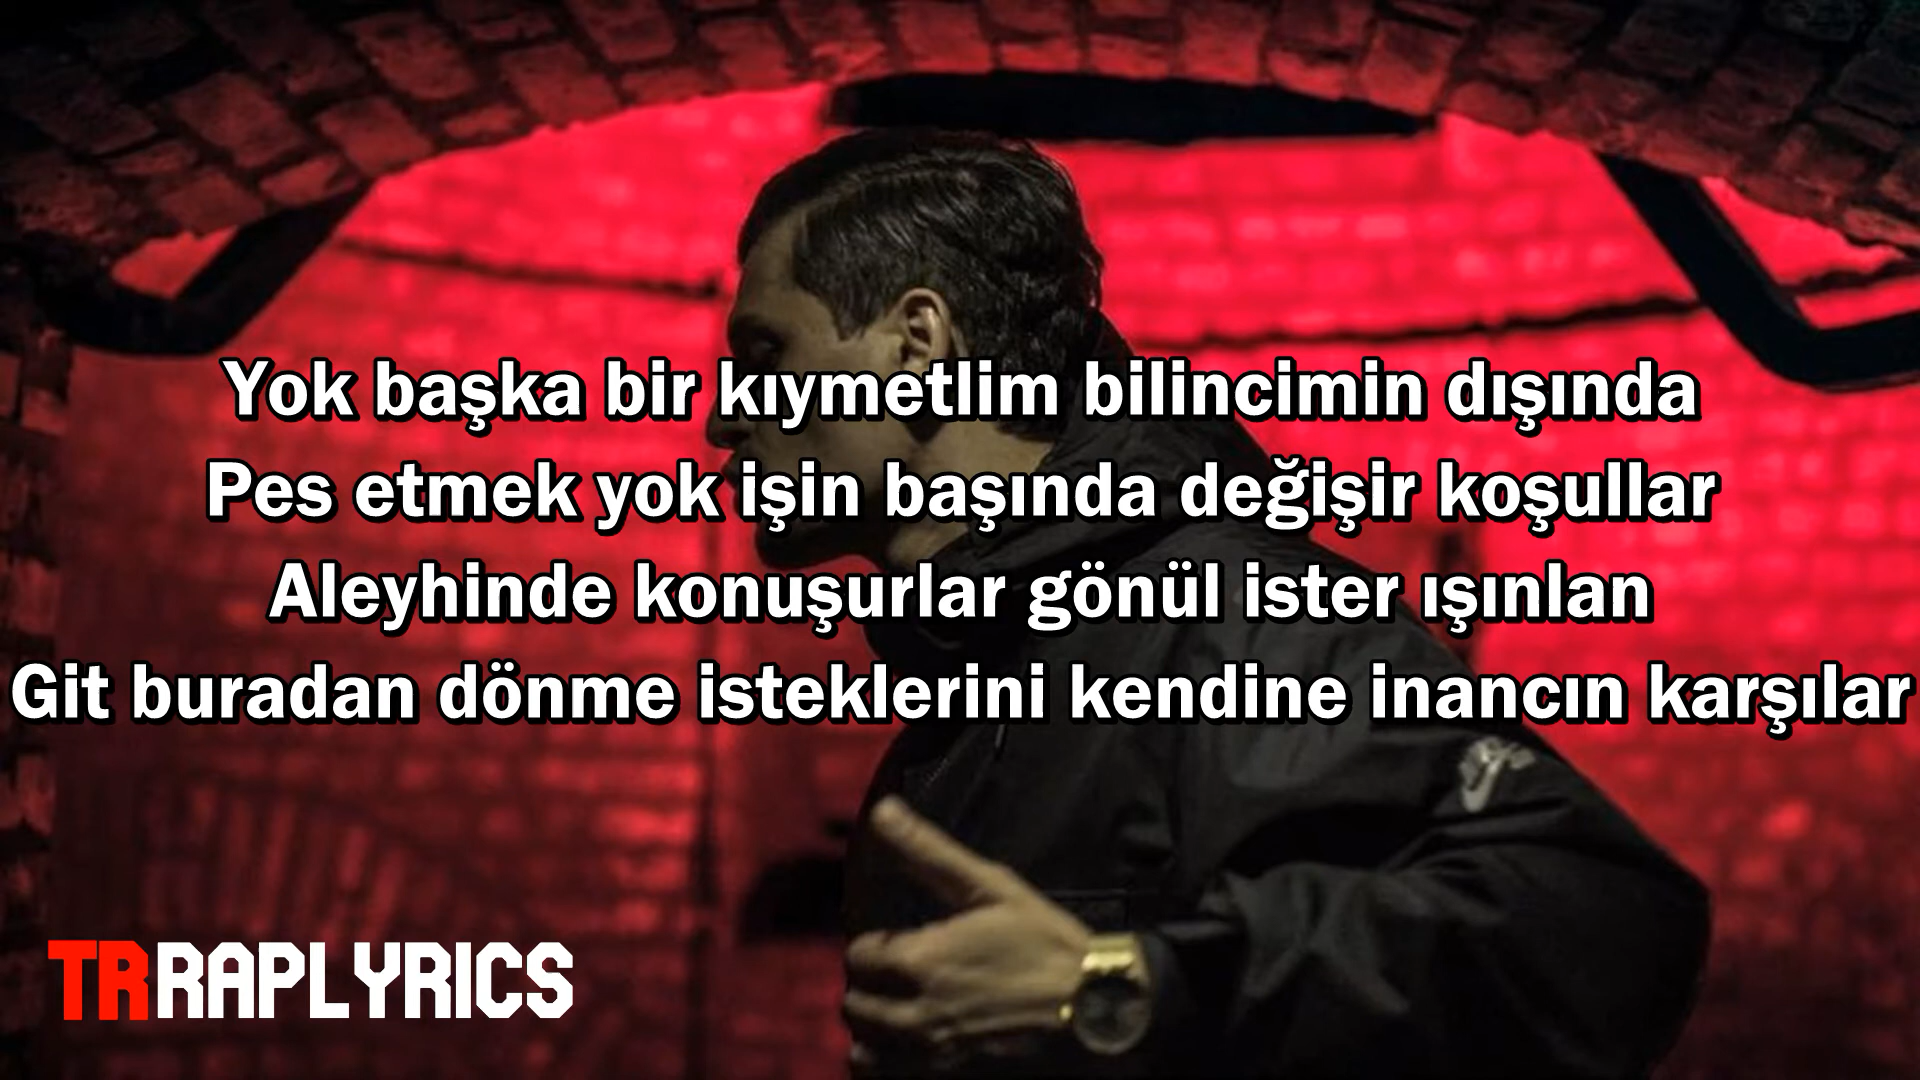 Yok başka bir kıymetlim bilincimin dışında
Pes etmek yok işin başında değişir koşullar
Aleyhinde konuşurlar gönül ister ışınlan
Git buradan dönme isteklerini kendine inancın karşılar
TRRAPLYRICS